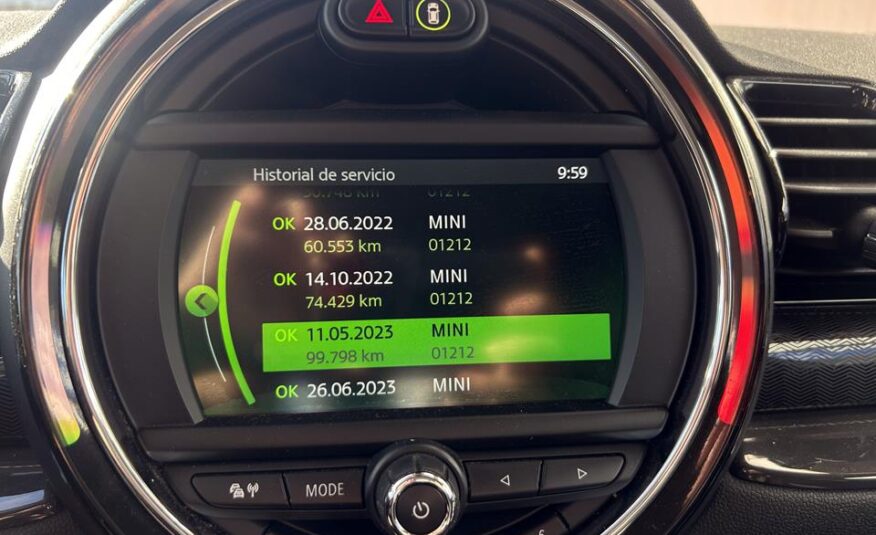 Historial de servicio 9:59
01212
OK 28.06.2022 MINI
60.553 km 01212
OK 14.10.2022 MINI
74.429 km 01212
OK 11.05.2023 MINI
99.798 km 01212
OK 26.06.2023 MINI
MODE